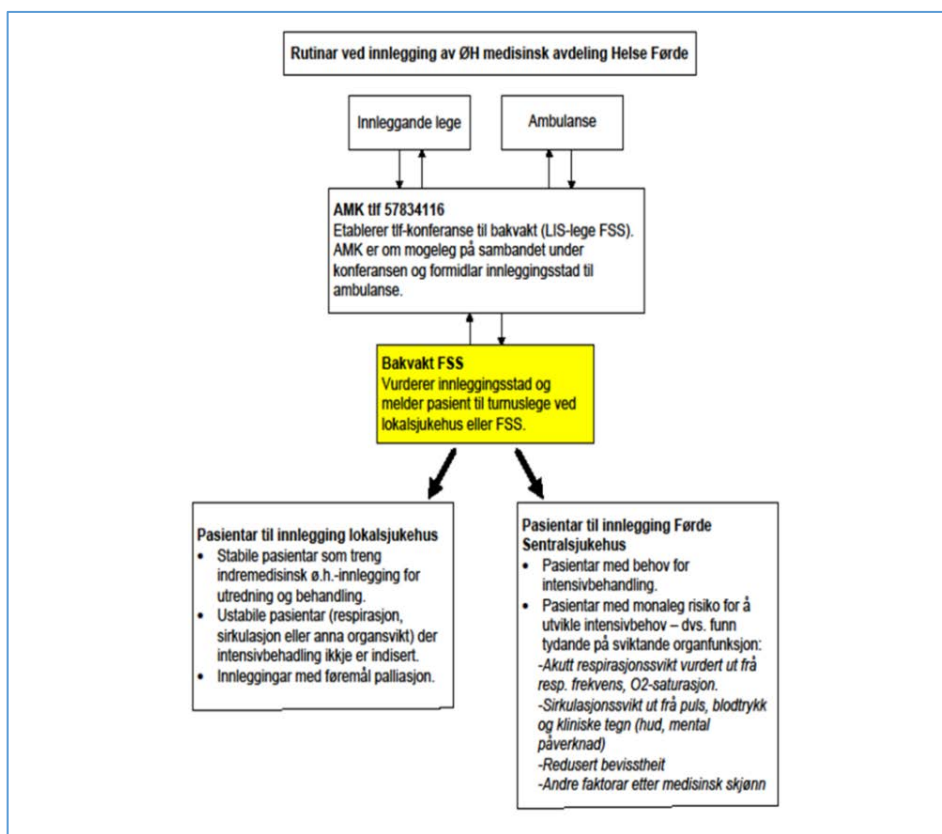 Rutinar ved innlegging av ØH medisinsk avdeling Helse Førde
Innleggande lege
Ambulanse
AMK tlf 57834116
Etablerer tlf-konferanse til bakvakt (LIS-lege FSS).
AMK er om mogeleg på sambandet under
konferansen og formidlar innleggingsstad til
ambulanse.
Bakvakt FSS
Vurderer innleggingsstad og
melder pasient til turnuslege ved
lokalsjukehus eller FSS.
Pasientar til innlegging lokalsjukehus
• Stabile pasientar som treng
indremedisinsk ø.h.-innlegging for
utredning og behandling.
• Ustabile pasientar (respirasjon,
sirkulasjon eller anna organsvikt) der
intensivbehadling ikkje er indisert.
• Innleggingar med føremål palliasjon.
Pasientar til innlegging Førde
Sentralsjukehus
• Pasientar med behov for
intensivbehandling.
• Pasientar med monaleg risiko for å
utvikle intensivbehov – dvs. funn
tydande på sviktande organfunksjon:
-Akutt respirasjonssvikt vurdert ut frå
resp. frekvens, O2-saturasjon.
-Sirkulasjonssvikt ut frå puls, blodtrykk
og kliniske tegn (hud, mental
påverknad)
-Redusert bevisstheit
-Andre faktorar etter medisinsk skjønn